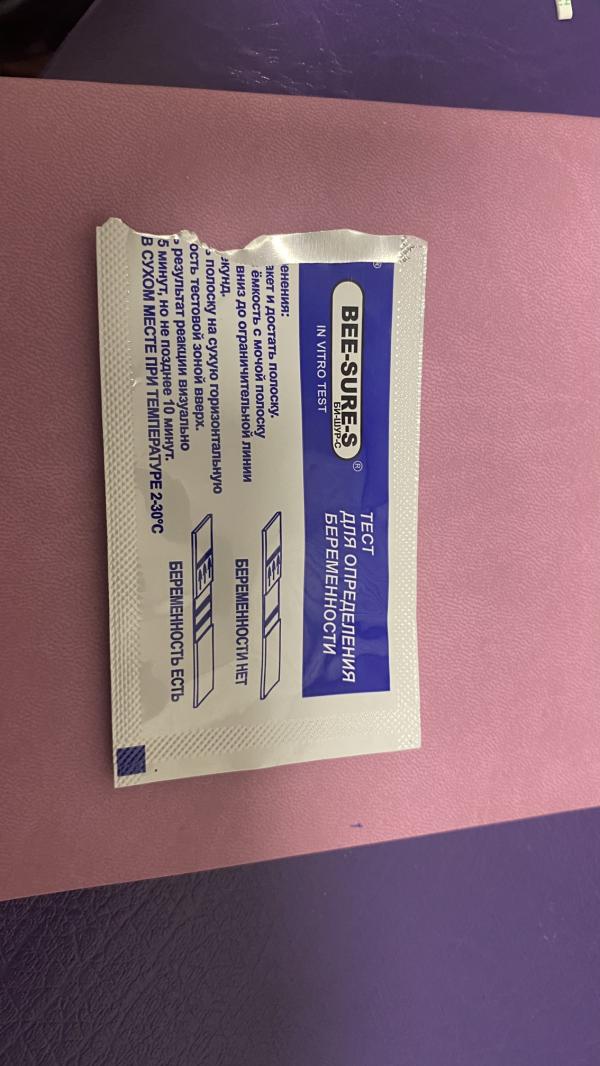 BEE-SURE-S®
БИ-ШУР-С
IN VITRO TEST
ТЕСТ
ДЛЯ ОПРЕДЕЛЕНИЯ
БЕРЕМЕННОСТИ
енения:
акет и достать полоску.
ёмкость с мочой полоску
вниз до ограничительной линии
кунд.
полоску на сухую горизонтальную
ость тестовой зоной вверх.
результат реакции визуально
5 минут, но не позднее 10 минут.
В СУХОМ МЕСТЕ ПРИ ТЕМПЕРАТУРЕ 2-30°С
БЕРЕМЕННОСТИ НЕТ
БЕРЕМЕННОСТЬ ЕСТЬ